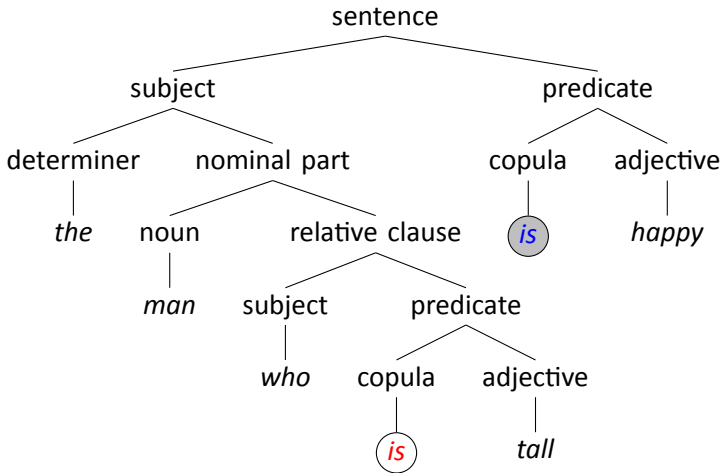 sentence
subject predicate
determiner nominal part copula adjective
the noun relative clause is happy
man subject predicate
who copula adjective
is tall